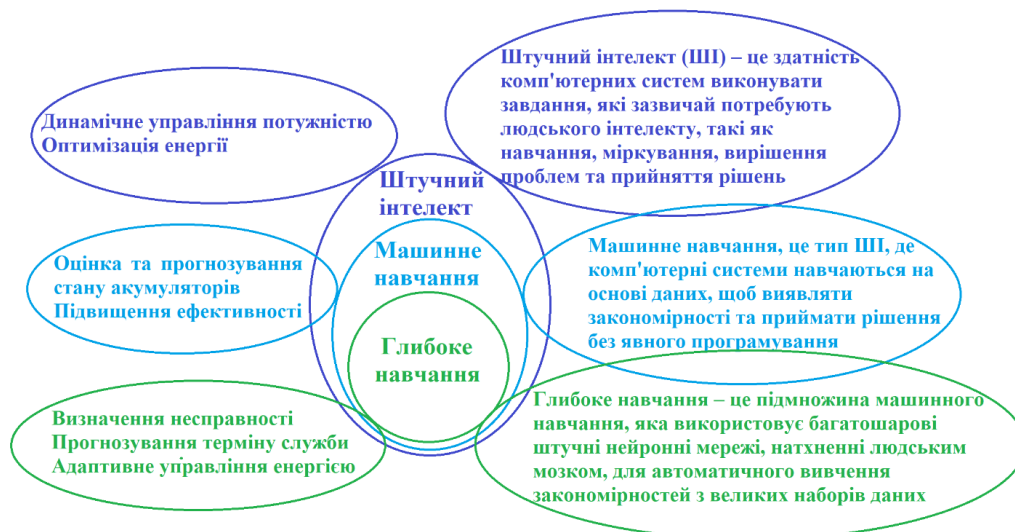 Динамічне управління потужністю
Оптимізація енергії
Штучний інтелект (ШІ) – це здатність
комп'ютерних систем виконувати
завдання, які зазвичай потребують
людського інтелекту, такі як
навчання, міркування, вирішення
проблем та прийняття рішень
Штучний
інтелект
Оцінка та прогнозування
стану акумуляторів
Підвищення ефективності
Машинне
навчання
Машинне навчання, це тип ШІ, де
комп'ютерні системи навчаються на
основі даних, щоб виявляти
закономірності та приймати рішення
без явного програмування
Глибоке
навчання
Визначення несправності
Прогнозування терміну служби
Адаптивне управління енергією
Глибоке навчання – це підмножина машинного
навчання, яка використовує багатошарові
штучні нейронні мережі, натхненні людським
мозком, для автоматичного вивчення
закономірностей з великих наборів даних